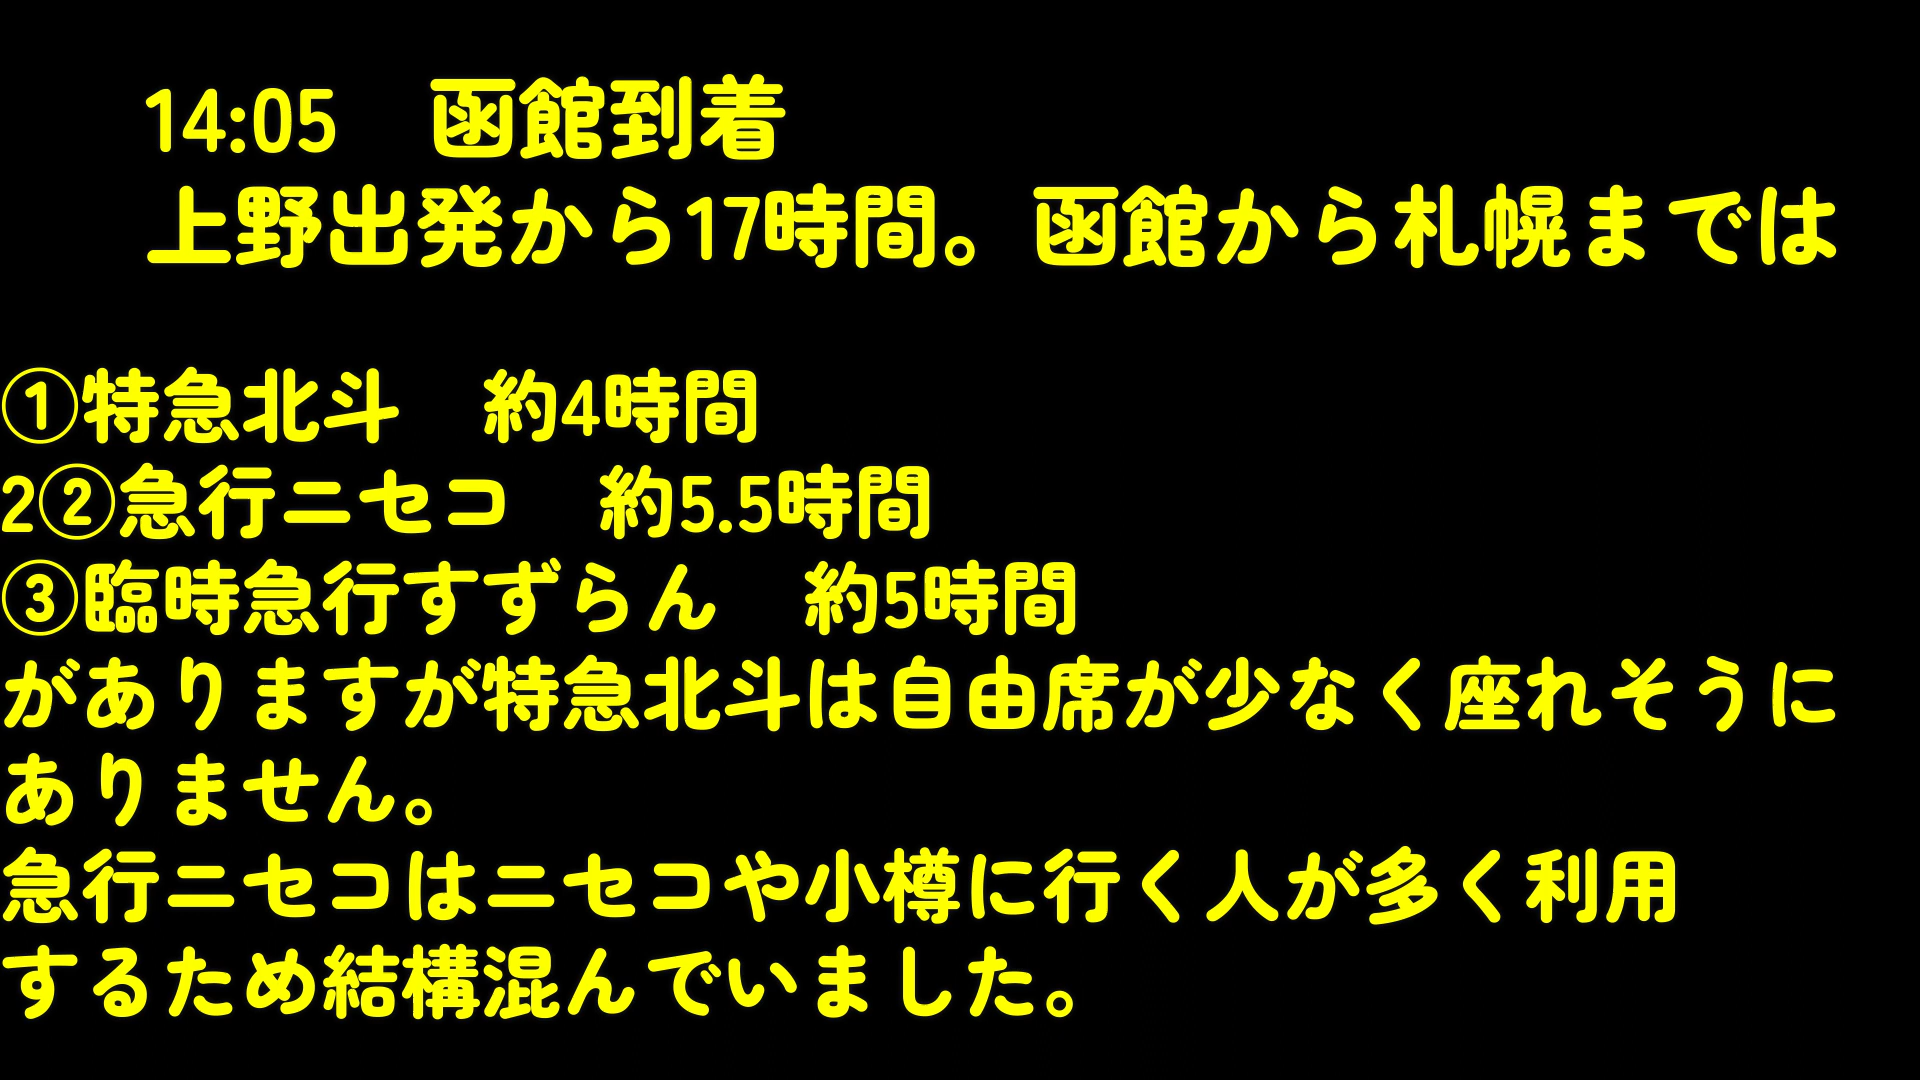 14:05　函館到着
上野出発から17時間。函館から札幌までは
①特急北斗　約4時間
2②急行ニセコ　約5.5時間
③臨時急行すずらん　約5時間
がありますが特急北斗は自由席が少なく座れそうに
ありません。
急行ニセコはニセコや小樽に行く人が多く利用
するため結構混んでいました。